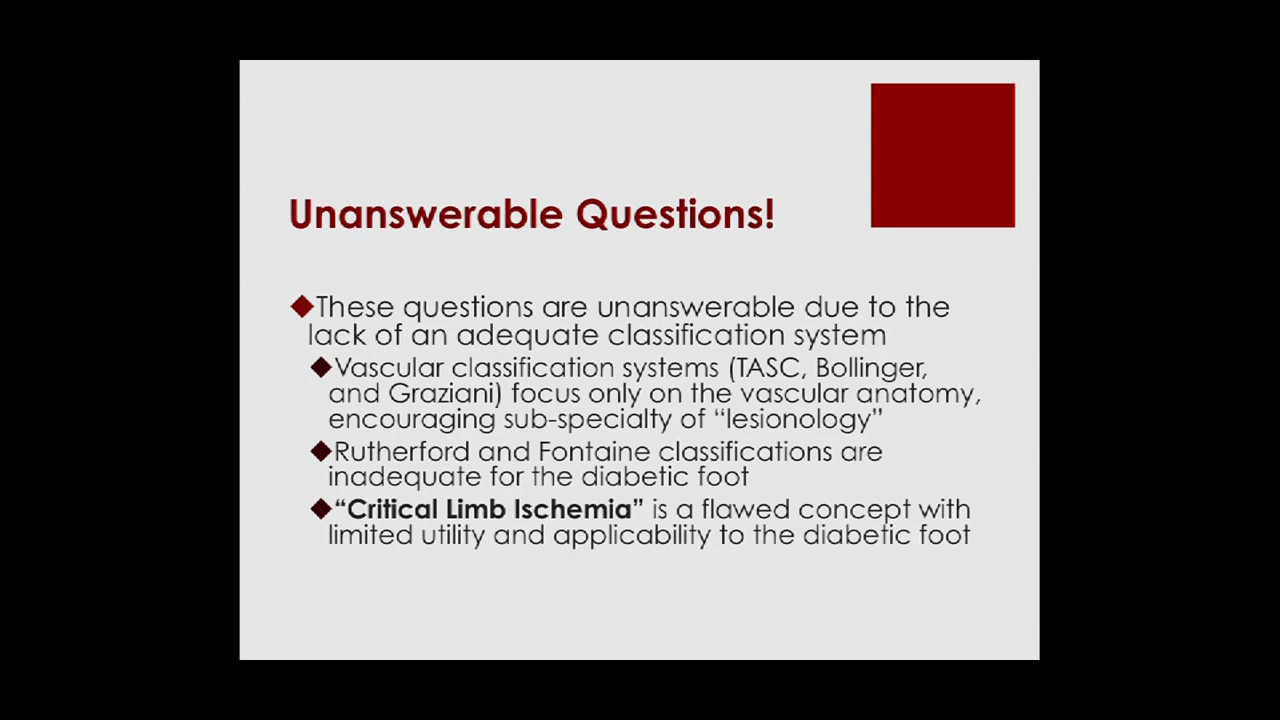 Unanswerable Questions!
These questions are unanswerable due to the
lack of an adequate classification system
Vascular classification systems (TASC, Bollinger,
and Graziani) focus only on the vascular anatomy,
encouraging sub-specialty of “lesionology”
Rutherford and Fontaine classifications are
inadequate for the diabetic foot
“Critical Limb Ischemia” is a flawed concept with
limited utility and applicability to the diabetic foot